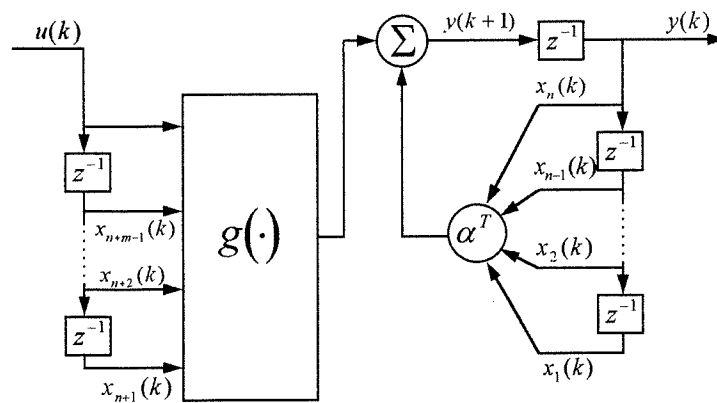 u(k)
z⁻¹
x_{n+m-1}(k)
x_{n+2}(k)
z⁻¹
x_{n+1}(k)
g(·)
Σ
y(k+1)
z⁻¹
y(k)
x_n(k)
z⁻¹
x_{n-1}(k)
α^T
x_2(k)
z⁻¹
x_1(k)